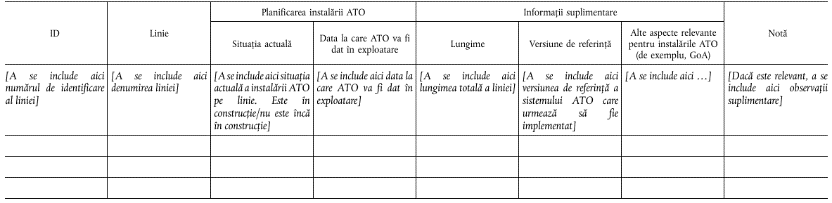 ID
Linie
Planificarea instalării ATO
Informații suplimentare
Notă
Situația actuală
Data la care ATO va fi
dat în exploatare
Lungime
Versiune de referință
Alte aspecte relevante
pentru instalările ATO
(de exemplu, GoA)
[A se include aici
numărul de identificare
al liniei]
[A se include aici
denumirea liniei]
[A se include aici situația
actuală a instalării ATO
pe linie. Este în
construcție/nu este încă
în construcție]
[A se include aici data la
care ATO va fi dat în
exploatare]
[A se include aici
lungimea totală a liniei]
[A se include aici
versiunea de referință a
sistemului ATO care
urmează să fie
implementat]
[A se include aici …]
[Dacă este relevant, a se
include aici observații
suplimentare]